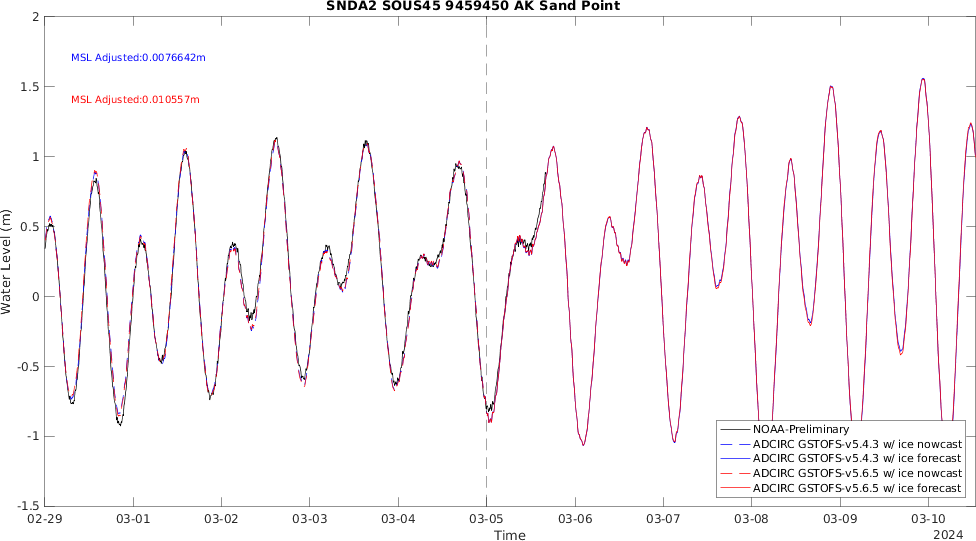 SNDA2 SOUS45 9459450 AK Sand Point
2
MSL Adjusted:0.0076642m
1.5
MSL Adjusted:0.010557m
1
0.5
Water Level (m)
0
-0.5
-1
NOAA-Preliminary
ADCIRC GSTOFS-v5.4.3 w/ ice nowcast
ADCIRC GSTOFS-v5.4.3 w/ ice forecast
ADCIRC GSTOFS-v5.6.5 w/ ice nowcast
ADCIRC GSTOFS-v5.6.5 w/ ice forecast
-1.5
02-29 03-01 03-02 03-03 03-04 03-05 03-06 03-07 03-08 03-09 03-10
Time 2024